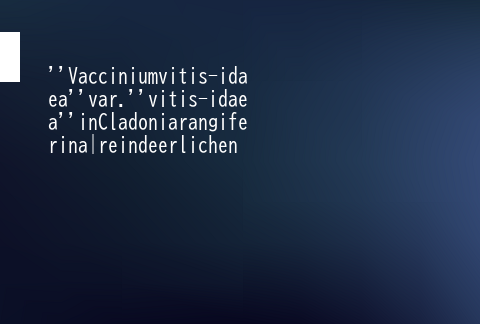 ’’Vacciniumvitis-ida
ea’’var.’’vitis-idae
a’’inCladoniarangife
rina|reindeerlichen